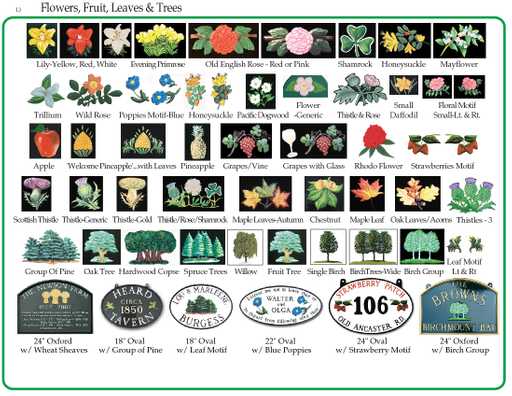 13 Flowers, Fruit, Leaves & Trees
Lily-Yellow, Red, White Evening Primrose Old English Rose - Red or Pink Shamrock Honeysuckle Mayflower
Trillium Wild Rose Poppies Motif-Blue Honeysuckle Pacific Dogwood Flower -Generic Thistle & Rose Small Daffodil Floral Motif Small-Lt. & Rt.
Apple 'Welcome Pineapple'...with Leaves Pineapple Grapes/Vine Grapes with Glass Rhodo Flower Strawberries Motif
Scottish Thistle Thistle-Generic Thistle-Gold Thistle/Rose/Shamrock Maple Leaves-Autumn Chestnut Maple Leaf Oak Leaves/Acorns Thistles - 3
Group Of Pine Oak Tree Hardwood Copse Spruce Trees Willow Fruit Tree Single Birch BirchTrees-Wide Birch Group Leaf Motif Lt & Rt
THE NEWSON FARM
HEARD
CIRCA
1850
TAVERN
LOU & MARLEENE
BURGESS
WALTER
and
OLGA
STRAWBERRY PATCH
106
OLD ANCASTER RD.
THE
BROWNS
BIRCHMOUNT BAY
24" Oxford 18" Oval 18" Oval 22" Oval 24" Oval 24" Oxford
w/ Wheat Sheaves w/ Group of Pine w/ Leaf Motif w/ Blue Poppies w/ Strawberry Motif w/ Birch Group